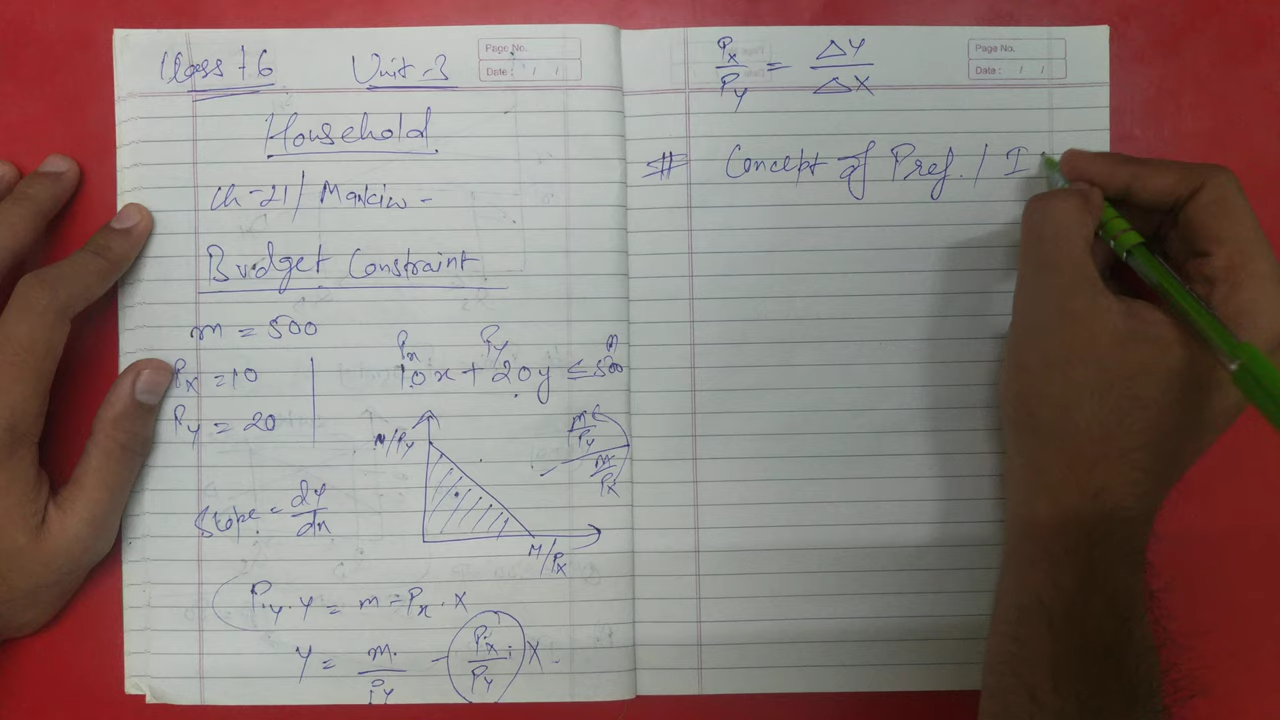 Class 76
Unit-3
Page No.
Date : / /
Household
Ch-21/ Mankiw -
Budget Constraint
m = 500
Px = 10
Py = 20
Px Py m
10x + 20y ≤ 500
M/Py
M/Px
m/Py
m/Px
Slope = dy/dx
Py.Y = m - Px.X
Y = m/Py - Px/Py X
Page No.
Date : / /
Px/Py = ΔY/ΔX
# Concept of Pref. / I